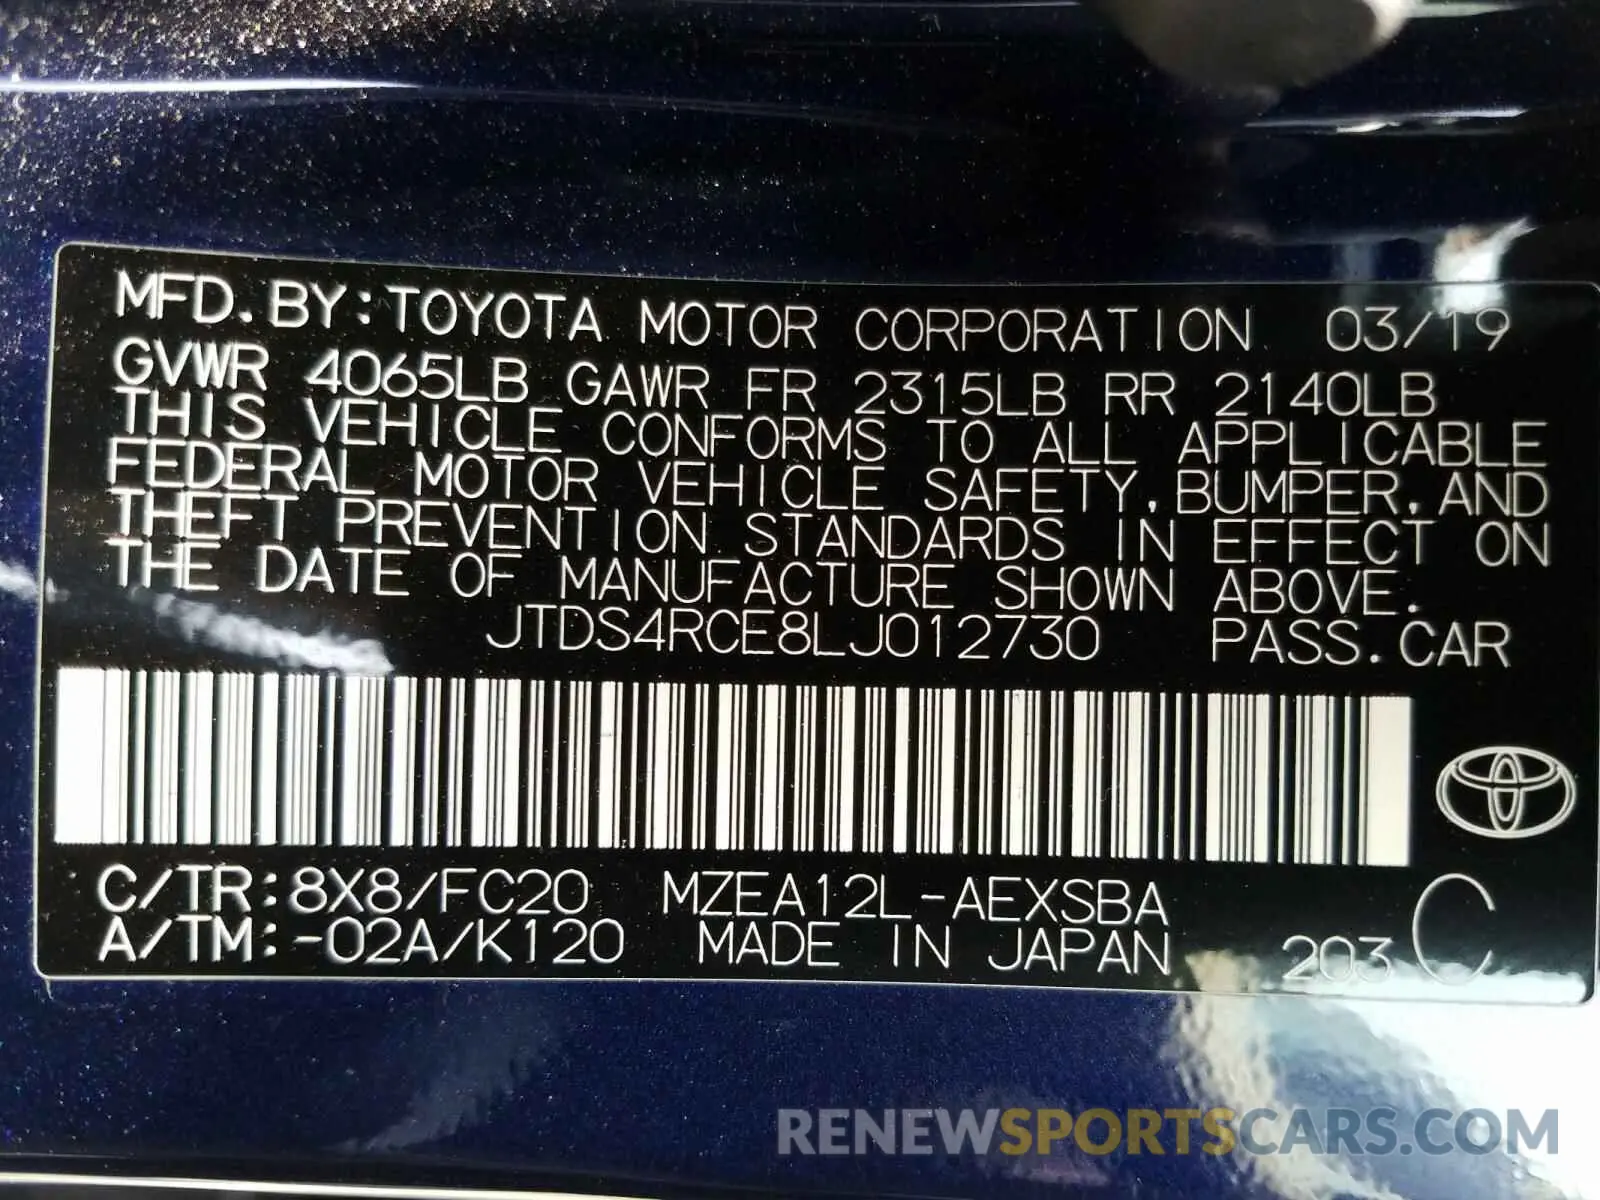 MFD. BY: TOYOTA MOTOR CORPORATION 03/19
GVWR 4065LB GAWR FR 2315LB RR 2140LB
THIS VEHICLE CONFORMS TO ALL APPLICABLE
FEDERAL MOTOR VEHICLE SAFETY, BUMPER, AND
THEFT PREVENTION STANDARDS IN EFFECT ON
THE DATE OF MANUFACTURE SHOWN ABOVE.
JTDS4RCE8LJ012730 PASS. CAR
C/TR: 8X8/FC20 MZEA12L-AEXSBA C
A/TM: -02A/K120 MADE IN JAPAN 203
RENEWSPORTSCARS.COM